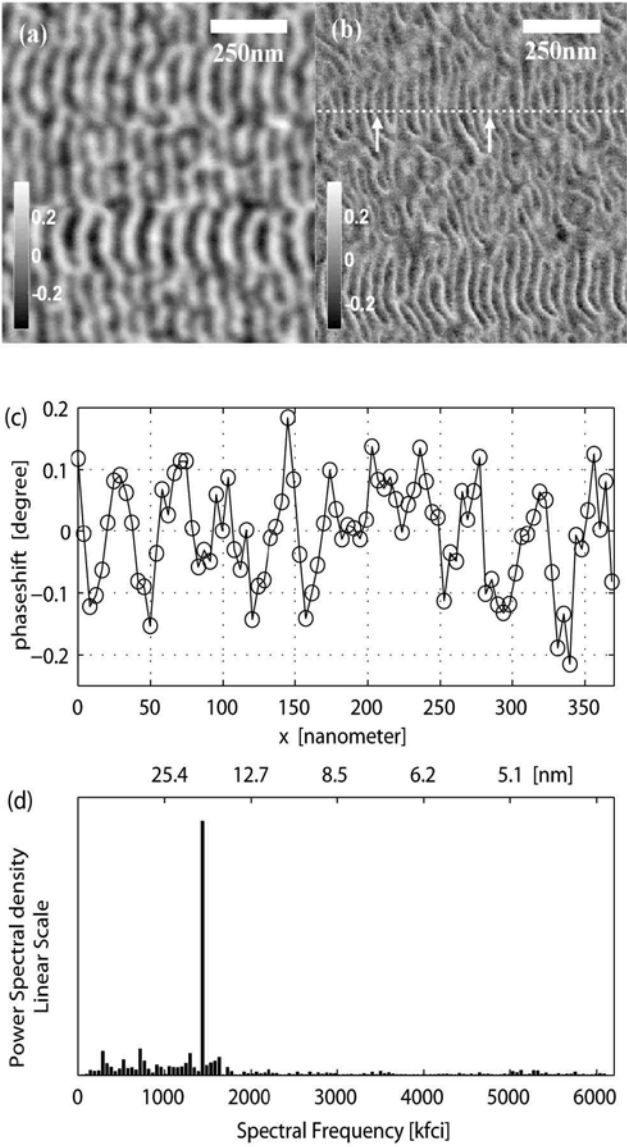 (a)
250nm
0.2
0
-0.2
(b)
250nm
0.2
0
-0.2
(c)
0.2
0.1
0
−0.1
−0.2
phaseshift [degree]
0 50 100 150 200 250 300 350
x [nanometer]
25.4 12.7 8.5 6.2 5.1 [nm]
(d)
Power Spectral density
Linear Scale
0 1000 2000 3000 4000 5000 6000
Spectral Frequency [kfci]